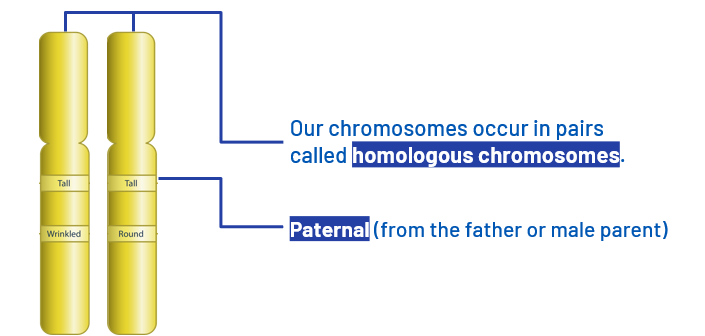 Our chromosomes occur in pairs
called homologous chromosomes.
Tall Tall
Paternal (from the father or male parent)
Wrinkled Round